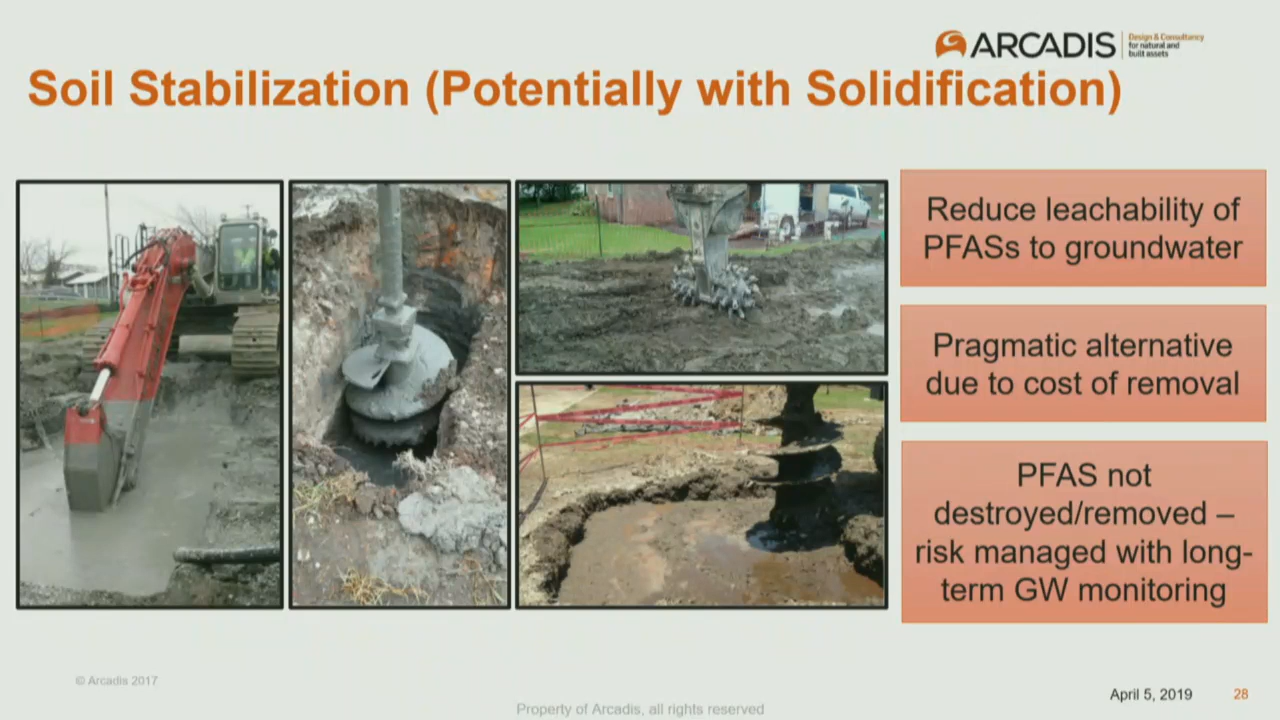 ARCADIS
Design & Consultancy
for natural and
built assets
Soil Stabilization (Potentially with Solidification)
Reduce leachability of
PFASs to groundwater
Pragmatic alternative
due to cost of removal
PFAS not
destroyed/removed –
risk managed with long-
term GW monitoring
© Arcadis 2017
Property of Arcadis, all rights reserved
April 5, 2019
28